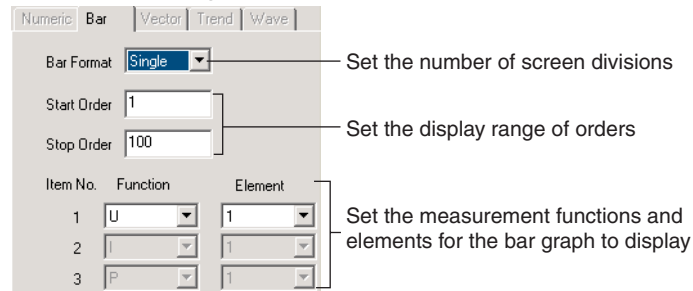 Numeric Bar Vector Trend Wave
Bar Format Single Set the number of screen divisions
Start Order 1
Set the display range of orders
Stop Order 100
Item No. Function Element
1 U 1 Set the measurement functions and
2 I 1 elements for the bar graph to display
3 P 1